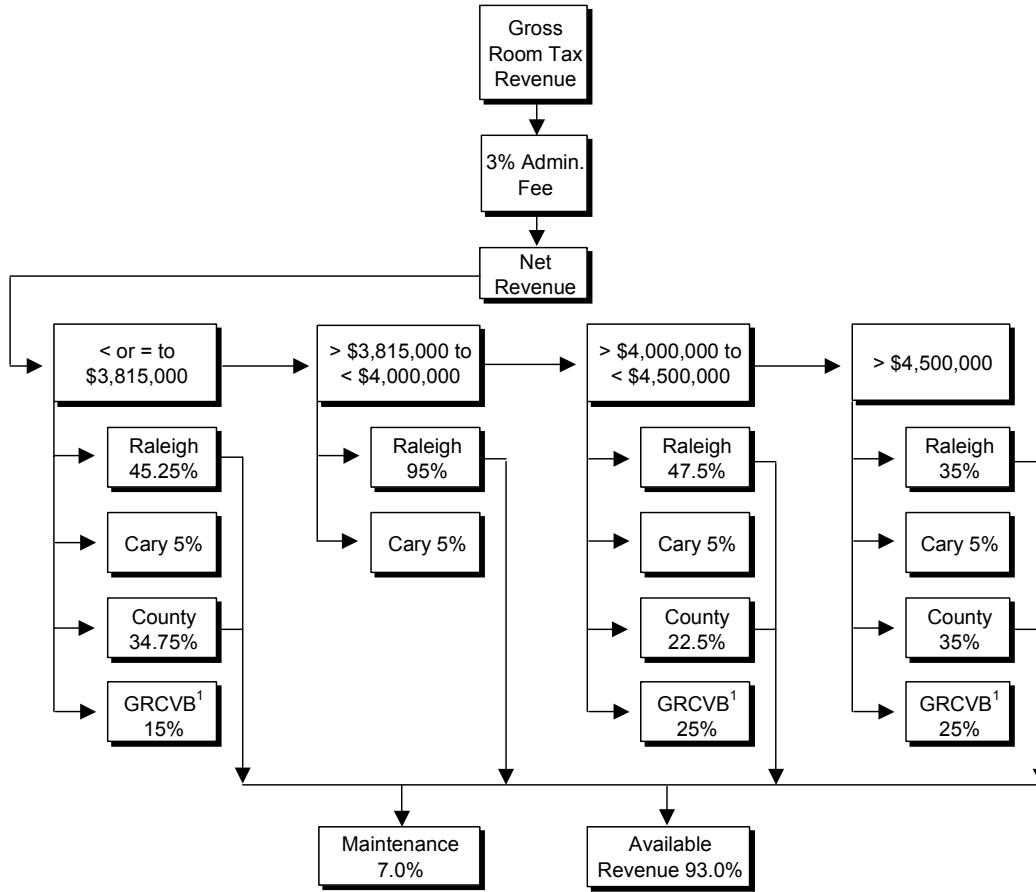 Gross
Room Tax
Revenue
3% Admin.
Fee
Net
Revenue
< or = to
$3,815,000
> $3,815,000 to
< $4,000,000
> $4,000,000 to
< $4,500,000
> $4,500,000
Raleigh
45.25%
Cary 5%
County
34.75%
GRCVB¹
15%
Raleigh
95%
Cary 5%
Raleigh
47.5%
Cary 5%
County
22.5%
GRCVB¹
25%
Raleigh
35%
Cary 5%
County
35%
GRCVB¹
25%
Maintenance
7.0%
Available
Revenue 93.0%